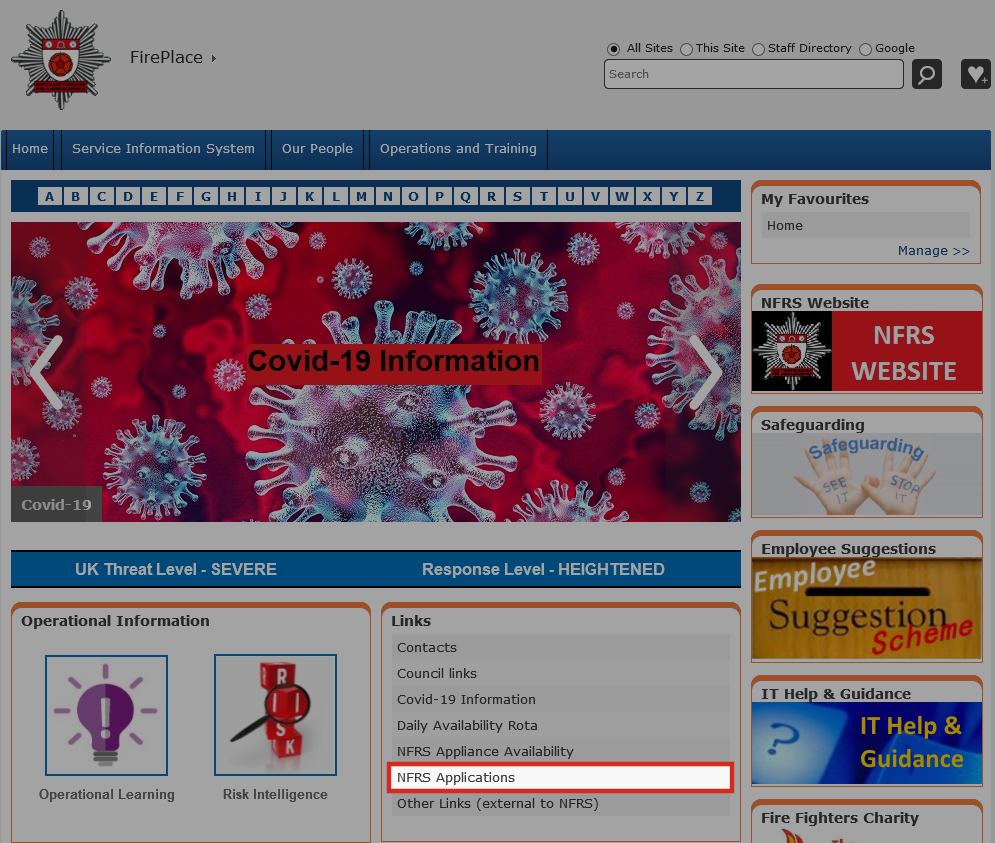 FirePlace
All Sites This Site Staff Directory Google
Search
Home Service Information System Our People Operations and Training
A B C D E F G H I J K L M N O P Q R S T U V W X Y Z
Covid-19 Information
Covid-19
UK Threat Level - SEVERE Response Level - HEIGHTENED
Operational Information
Operational Learning
RISK
Risk Intelligence
Links
Contacts
Council links
Covid-19 Information
Daily Availability Rota
NFRS Appliance Availability
NFRS Applications
Other Links (external to NFRS)
My Favourites
Home
Manage >>
NFRS Website
NFRS
WEBSITE
Safeguarding
Safeguarding
SEE STOP
IT IT
Employee Suggestions
Employee
Suggestion
Scheme
IT Help & Guidance
?
IT Help &
Guidance
Fire Fighters Charity
The